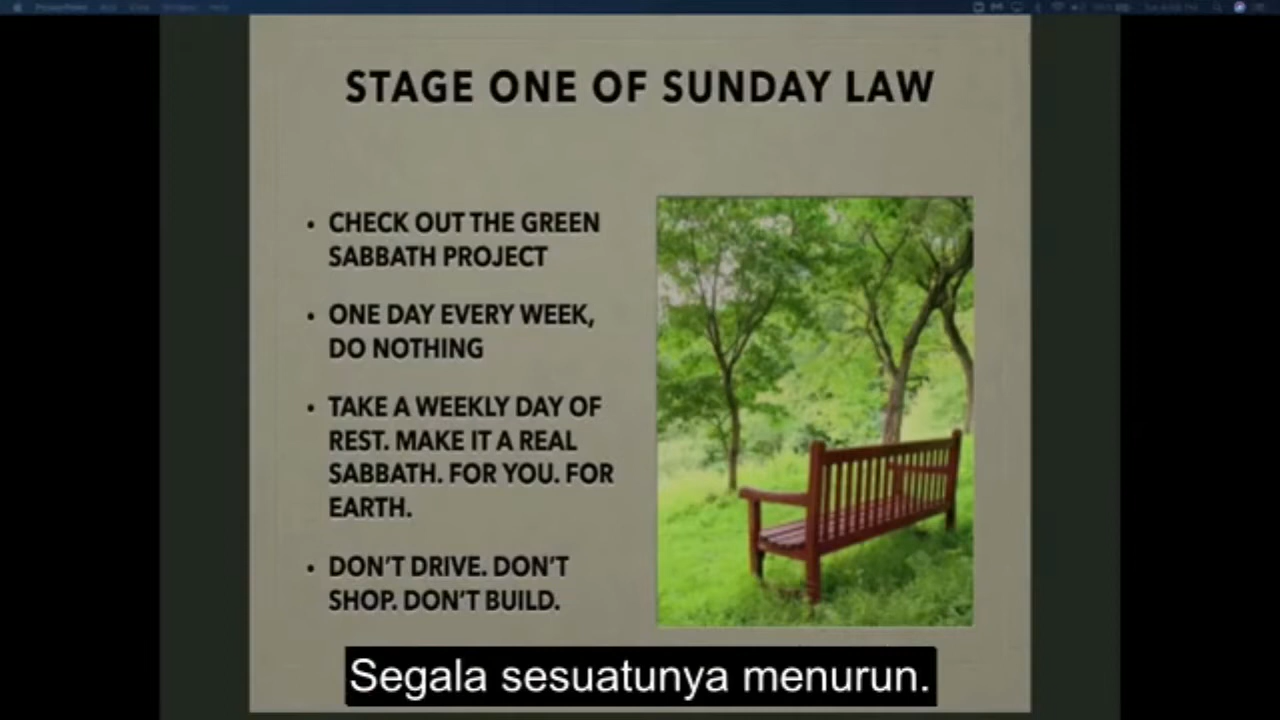 STAGE ONE OF SUNDAY LAW
• CHECK OUT THE GREEN
SABBATH PROJECT
• ONE DAY EVERY WEEK,
DO NOTHING
• TAKE A WEEKLY DAY OF
REST. MAKE IT A REAL
SABBATH. FOR YOU. FOR
EARTH.
• DON'T DRIVE. DON'T
SHOP. DON'T BUILD.
Segala sesuatunya menurun.